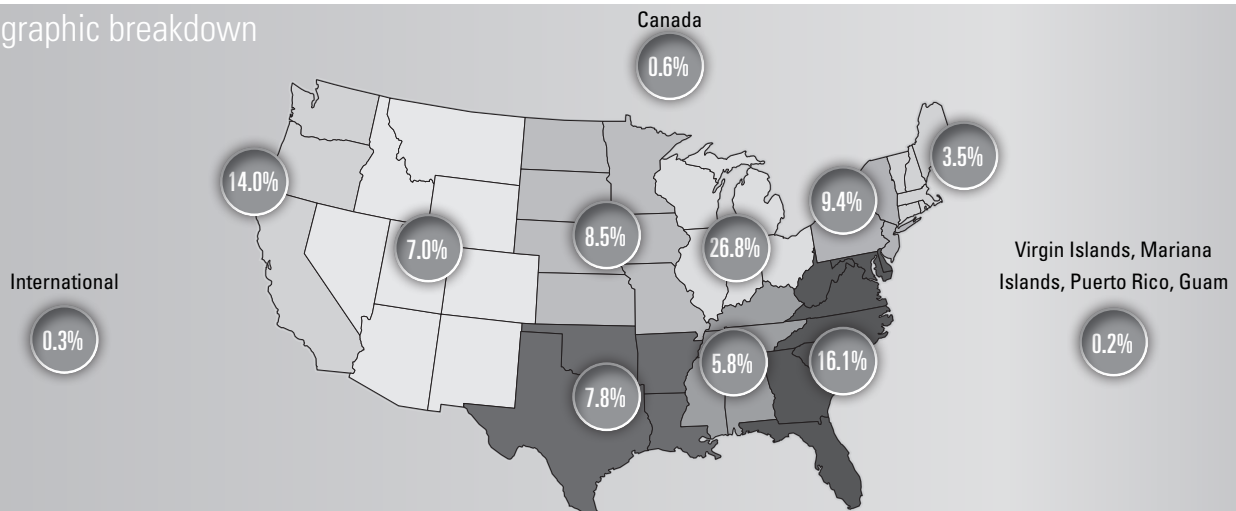 graphic breakdown
Canada
0.6%
14.0%
7.0%
8.5%
26.8%
9.4%
3.5%
International
0.3%
7.8%
5.8%
16.1%
Virgin Islands, Mariana
Islands, Puerto Rico, Guam
0.2%